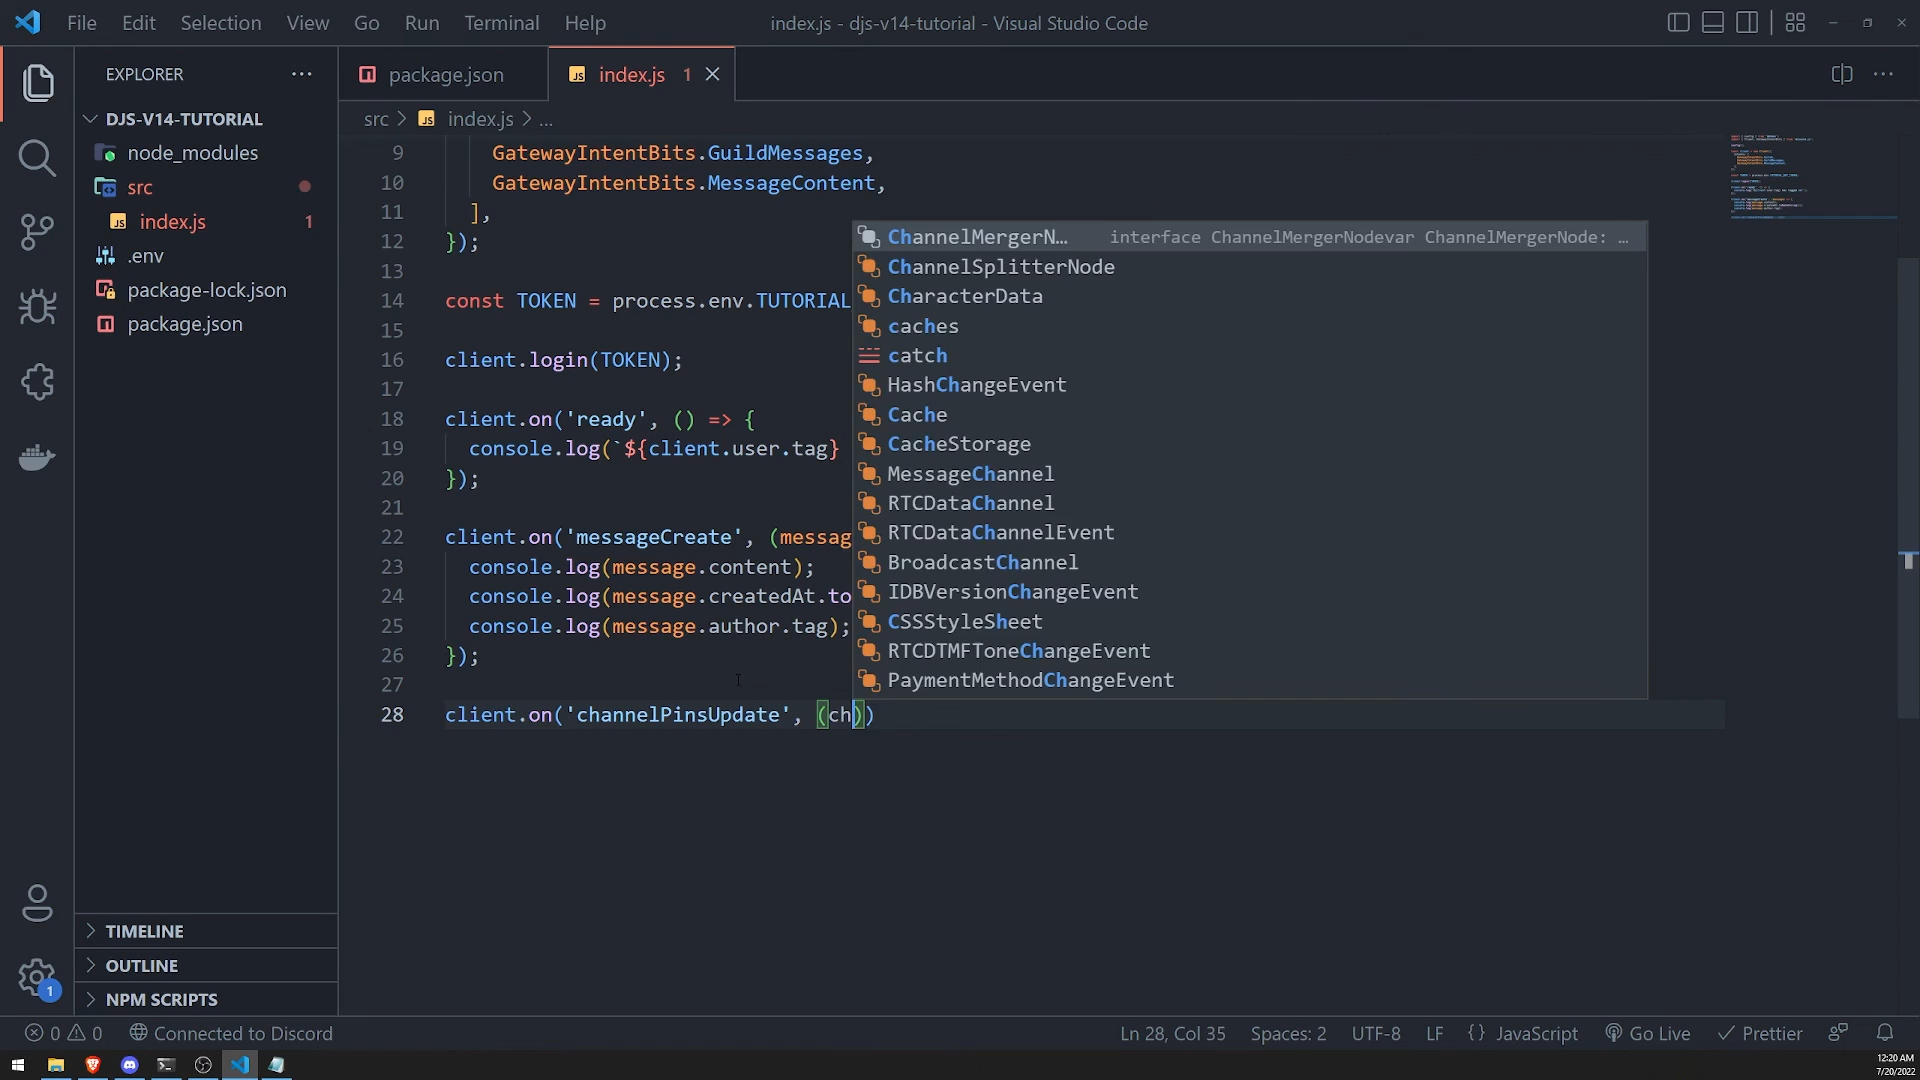 File Edit Selection View Go Run Terminal Help
index.js - djs-v14-tutorial - Visual Studio Code
EXPLORER
package.json
index.js 1
DJS-V14-TUTORIAL
node_modules
src
index.js 1
.env
package-lock.json
package.json
src > index.js > ...
9 GatewayIntentBits.GuildMessages,
10 GatewayIntentBits.MessageContent,
11 ],
12 });
13
14 const TOKEN = process.env.TUTORIAL
15
16 client.login(TOKEN);
17
18 client.on('ready', () => {
19 console.log(`${client.user.tag}
20 });
21
22 client.on('messageCreate', (messag
23 console.log(message.content);
24 console.log(message.createdAt.to
25 console.log(message.author.tag);
26 });
27
28 client.on('channelPinsUpdate', (ch))
ChannelMergerN… interface ChannelMergerNodevar ChannelMergerNode: …
ChannelSplitterNode
CharacterData
caches
catch
HashChangeEvent
Cache
CacheStorage
MessageChannel
RTCDataChannel
RTCDataChannelEvent
BroadcastChannel
IDBVersionChangeEvent
CSSStyleSheet
RTCDTMFToneChangeEvent
PaymentMethodChangeEvent
TIMELINE
OUTLINE
NPM SCRIPTS
1
0 0 Connected to Discord
Ln 28, Col 35 Spaces: 2 UTF-8 LF {} JavaScript Go Live Prettier
12:20 AM
7/20/2022